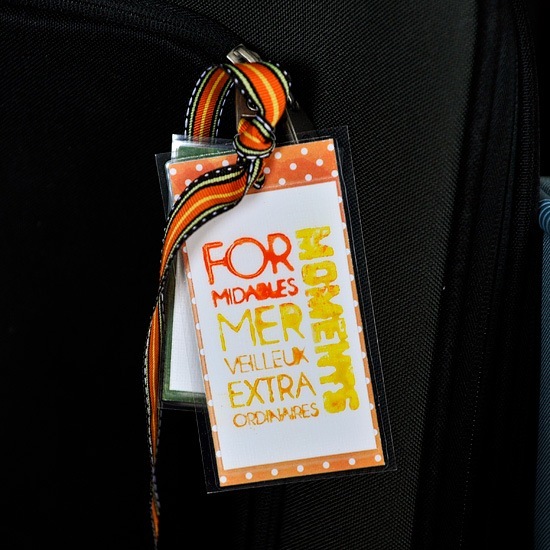 FOR
MIDABLES
MER
VEILLEUX
EXTRA
ORDINAIRES
MOMENTS